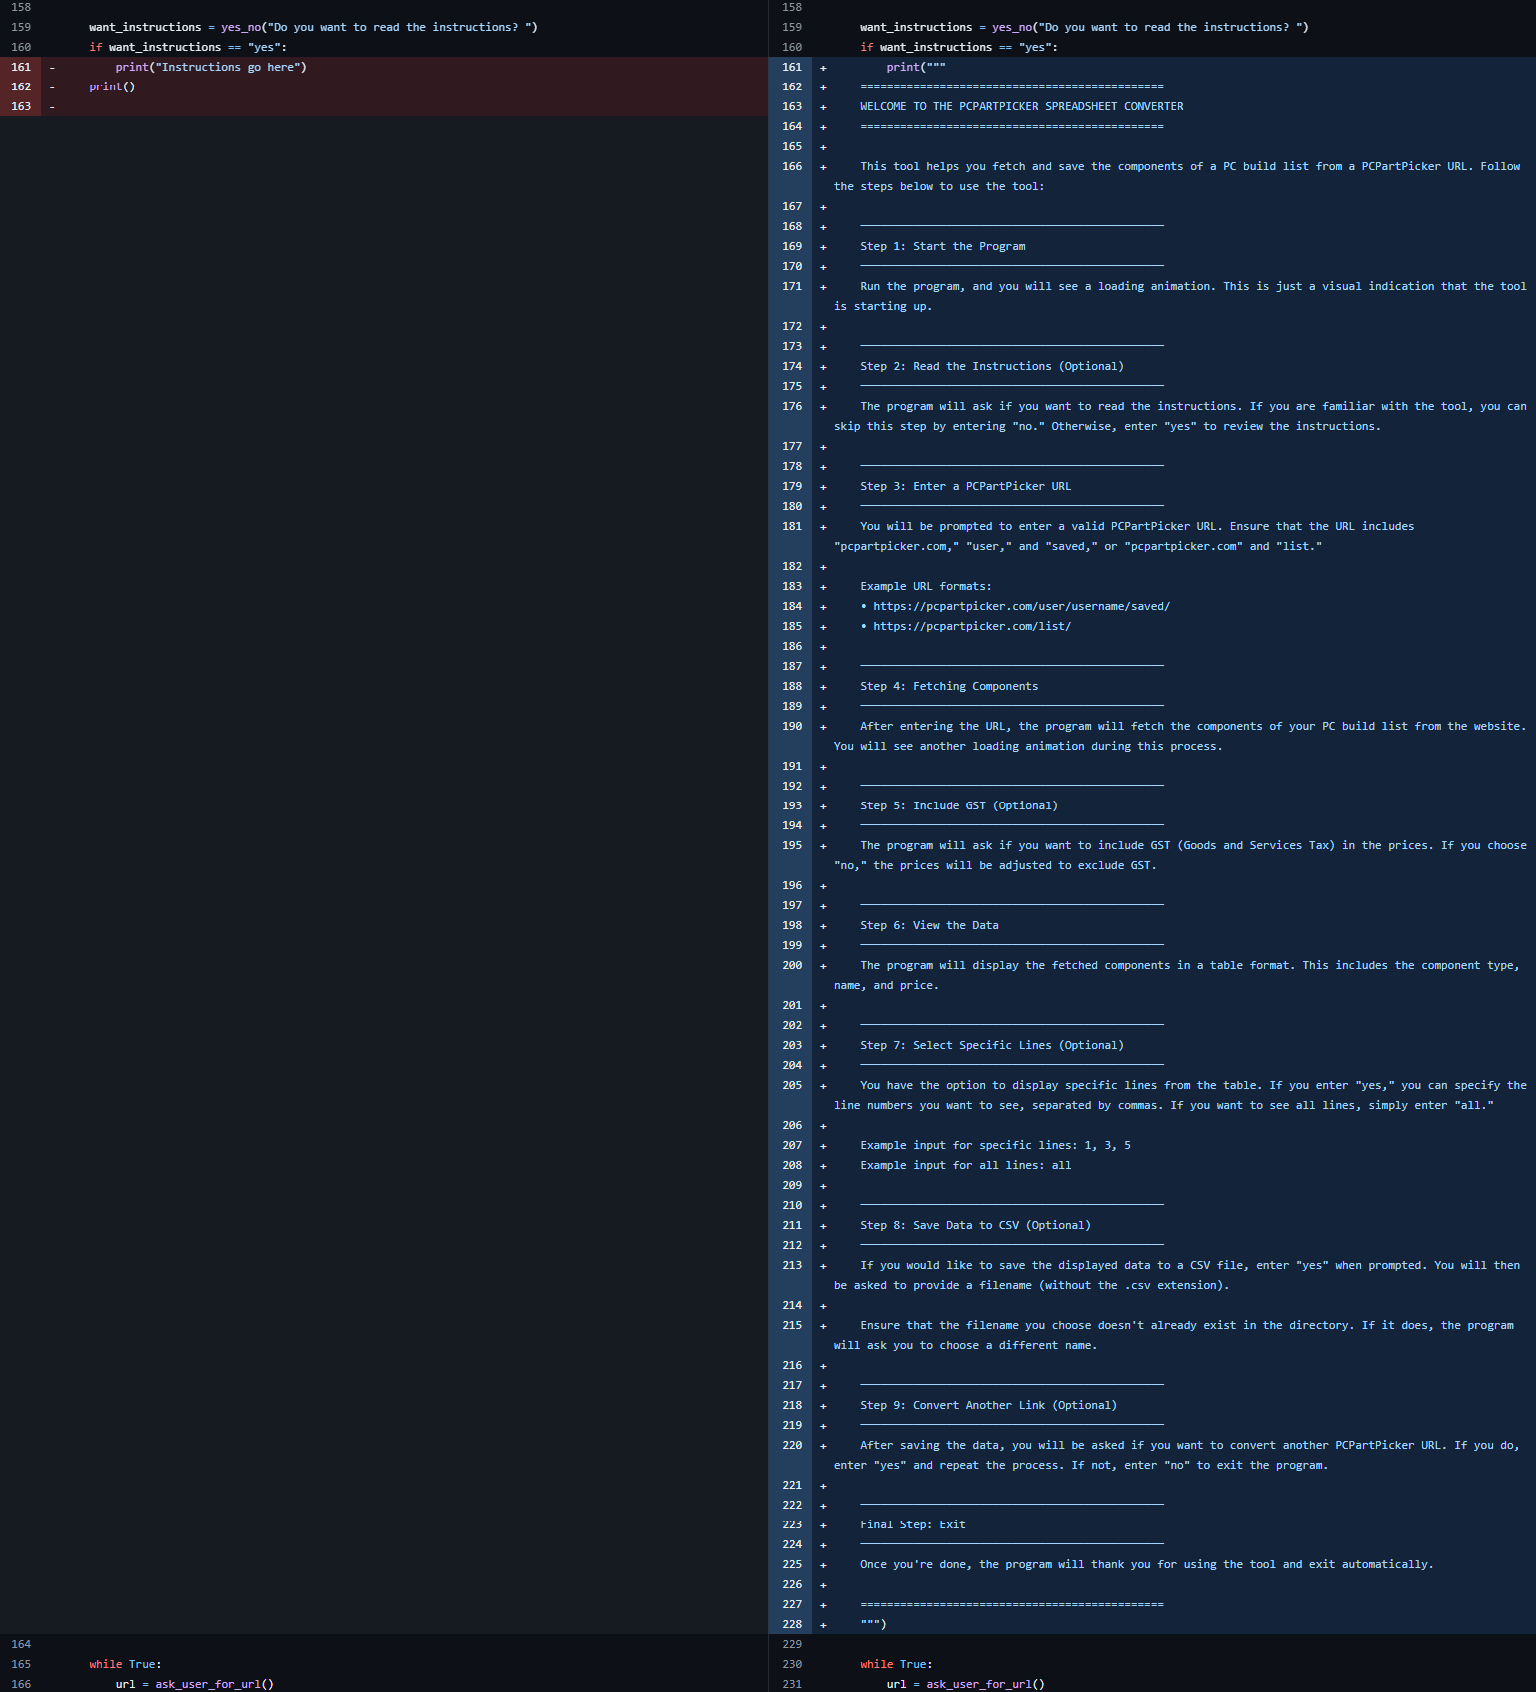 158
159 want_instructions = yes_no("Do you want to read the instructions? ")
160 if want_instructions == "yes":
161 - print("Instructions go here")
162 - print()
163 -
164
165 while True:
166 url = ask_user_for_url()
158
159 want_instructions = yes_no("Do you want to read the instructions? ")
160 if want_instructions == "yes":
161 + print("""
162 + ==============================================
163 + WELCOME TO THE PCPARTPICKER SPREADSHEET CONVERTER
164 + ==============================================
165 +
166 + This tool helps you fetch and save the components of a PC build list from a PCPartPicker URL. Follow
the steps below to use the tool:
167 +
168 + ──────────────────────────────────────────────
169 + Step 1: Start the Program
170 + ──────────────────────────────────────────────
171 + Run the program, and you will see a loading animation. This is just a visual indication that the tool
is starting up.
172 +
173 + ──────────────────────────────────────────────
174 + Step 2: Read the Instructions (Optional)
175 + ──────────────────────────────────────────────
176 + The program will ask if you want to read the instructions. If you are familiar with the tool, you can
skip this step by entering "no." Otherwise, enter "yes" to review the instructions.
177 +
178 + ──────────────────────────────────────────────
179 + Step 3: Enter a PCPartPicker URL
180 + ──────────────────────────────────────────────
181 + You will be prompted to enter a valid PCPartPicker URL. Ensure that the URL includes
"pcpartpicker.com," "user," and "saved," or "pcpartpicker.com" and "list."
182 +
183 + Example URL formats:
184 + • https://pcpartpicker.com/user/username/saved/
185 + • https://pcpartpicker.com/list/
186 +
187 + ──────────────────────────────────────────────
188 + Step 4: Fetching Components
189 + ──────────────────────────────────────────────
190 + After entering the URL, the program will fetch the components of your PC build list from the website.
You will see another loading animation during this process.
191 +
192 + ──────────────────────────────────────────────
193 + Step 5: Include GST (Optional)
194 + ──────────────────────────────────────────────
195 + The program will ask if you want to include GST (Goods and Services Tax) in the prices. If you choose
"no," the prices will be adjusted to exclude GST.
196 +
197 + ──────────────────────────────────────────────
198 + Step 6: View the Data
199 + ──────────────────────────────────────────────
200 + The program will display the fetched components in a table format. This includes the component type,
name, and price.
201 +
202 + ──────────────────────────────────────────────
203 + Step 7: Select Specific Lines (Optional)
204 + ──────────────────────────────────────────────
205 + You have the option to display specific lines from the table. If you enter "yes," you can specify the
line numbers you want to see, separated by commas. If you want to see all lines, simply enter "all."
206 +
207 + Example input for specific lines: 1, 3, 5
208 + Example input for all lines: all
209 +
210 + ──────────────────────────────────────────────
211 + Step 8: Save Data to CSV (Optional)
212 + ──────────────────────────────────────────────
213 + If you would like to save the displayed data to a CSV file, enter "yes" when prompted. You will then
be asked to provide a filename (without the .csv extension).
214 +
215 + Ensure that the filename you choose doesn't already exist in the directory. If it does, the program
will ask you to choose a different name.
216 +
217 + ──────────────────────────────────────────────
218 + Step 9: Convert Another Link (Optional)
219 + ──────────────────────────────────────────────
220 + After saving the data, you will be asked if you want to convert another PCPartPicker URL. If you do,
enter "yes" and repeat the process. If not, enter "no" to exit the program.
221 +
222 + ──────────────────────────────────────────────
223 + Final Step: Exit
224 + ──────────────────────────────────────────────
225 + Once you're done, the program will thank you for using the tool and exit automatically.
226 +
227 + ==============================================
228 + """)
229
230 while True:
231 url = ask_user_for_url()